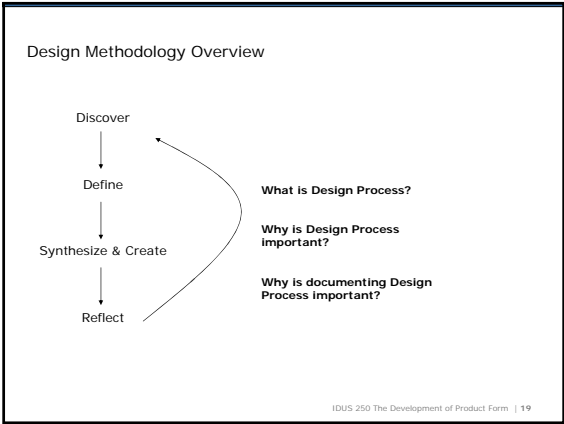 Design Methodology Overview
Discover
Define
Synthesize & Create
Reflect
What is Design Process?
Why is Design Process
important?
Why is documenting Design
Process important?
IDUS 250 The Development of Product Form | 19